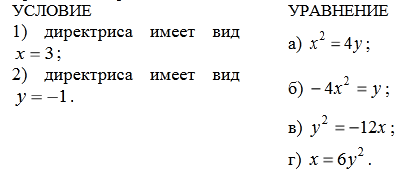 УСЛОВИЕ
1) директриса имеет вид
x = 3;
2) директриса имеет вид
y = −1.
УРАВНЕНИЕ
а) x² = 4y;
б) −4x² = y;
в) y² = −12x;
г) x = 6y².